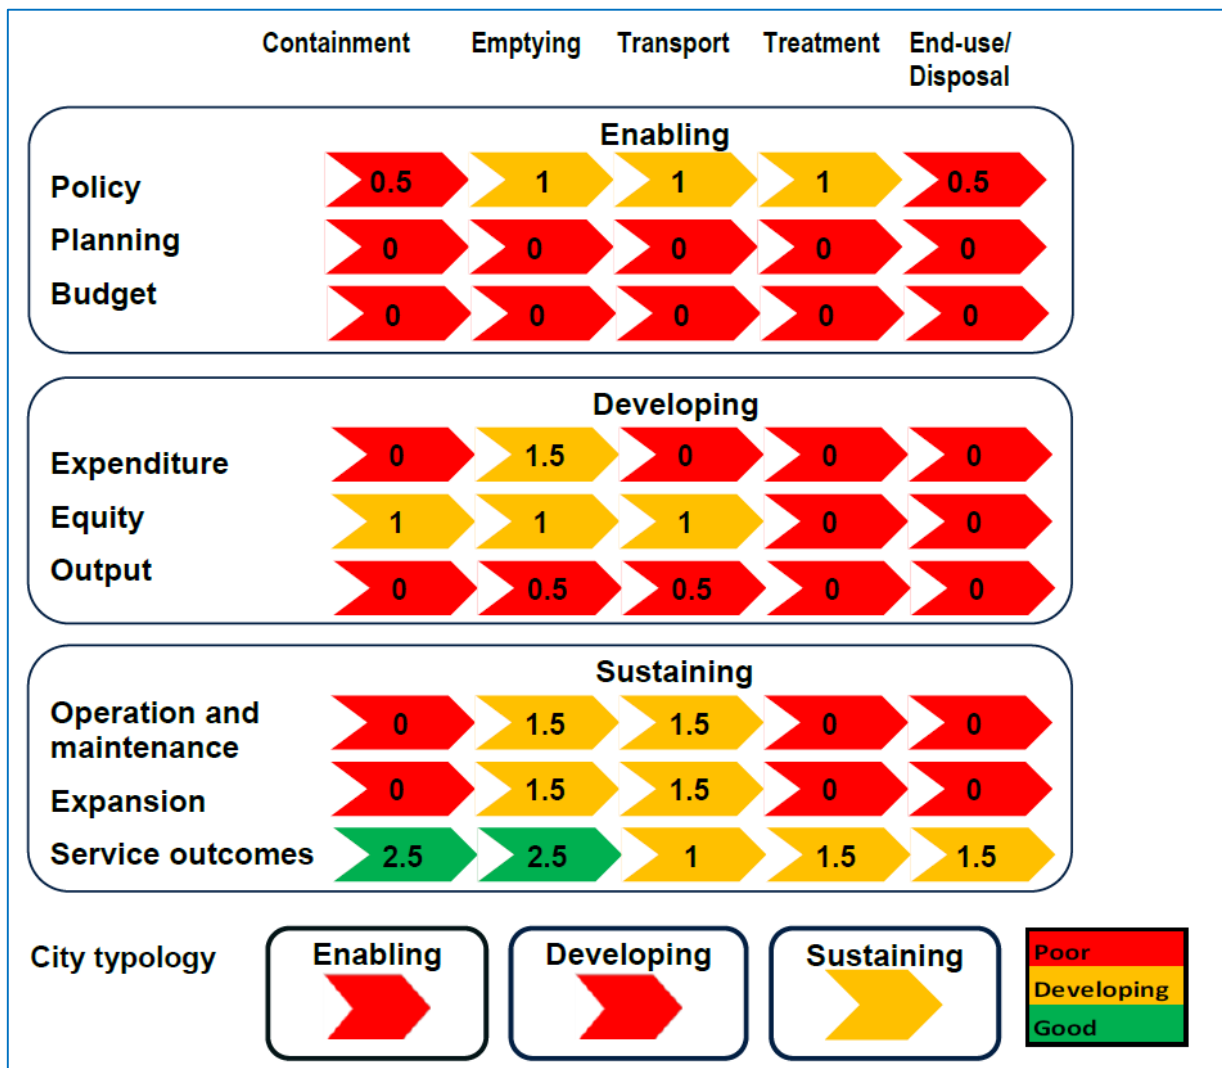 Containment Emptying Transport Treatment End-use/
Disposal
Enabling
Policy 0.5 1 1 1 0.5
Planning 0 0 0 0 0
Budget 0 0 0 0 0
Developing
Expenditure 0 1.5 0 0 0
Equity 1 1 1 0 0
Output 0 0.5 0.5 0 0
Sustaining
Operation and
maintenance 0 1.5 1.5 0 0
Expansion 0 1.5 1.5 0 0
Service outcomes 2.5 2.5 1 1.5 1.5
City typology Enabling Developing Sustaining
Poor
Developing
Good